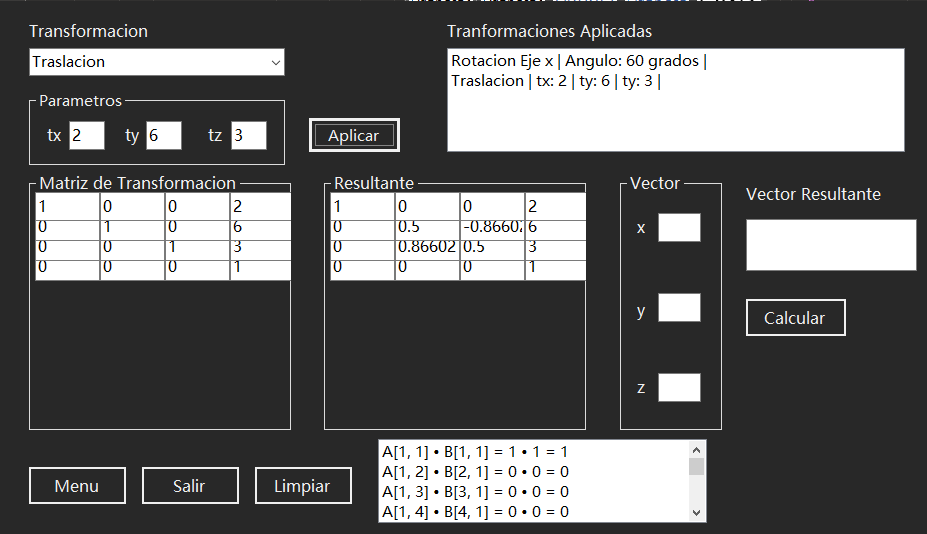 Transformacion
Tranformaciones Aplicadas
Traslacion
Rotacion Eje x | Angulo: 60 grados |
Traslacion | tx: 2 | ty: 6 | ty: 3 |
Parametros
tx 2 ty 6 tz 3
Aplicar
Matriz de Transformacion
1 0 0 2
0 1 0 6
0 0 1 3
0 0 0 1
Resultante
1 0 0 2
0 0.5 -0.8660 6
0 0.86602 0.5 3
0 0 0 1
Vector
x
y
z
Vector Resultante
Calcular
Menu
Salir
Limpiar
A[1, 1] • B[1, 1] = 1 • 1 = 1
A[1, 2] • B[2, 1] = 0 • 0 = 0
A[1, 3] • B[3, 1] = 0 • 0 = 0
A[1, 4] • B[4, 1] = 0 • 0 = 0